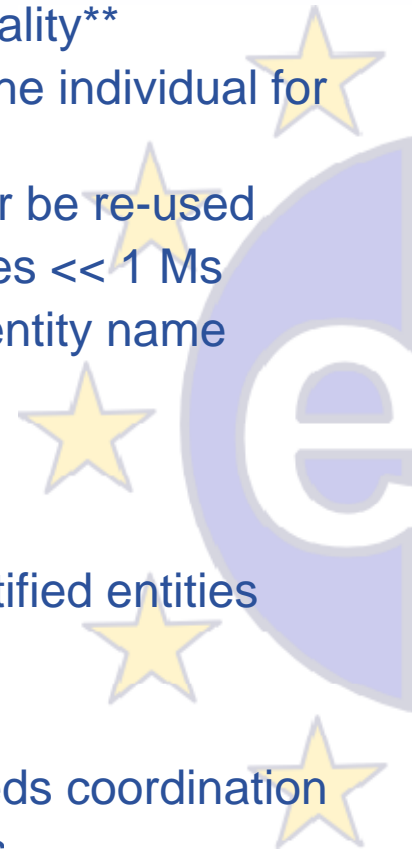 ality**
ne individual for
r be re-used
es << 1 Ms
entity name
tified entities
ds coordination
e